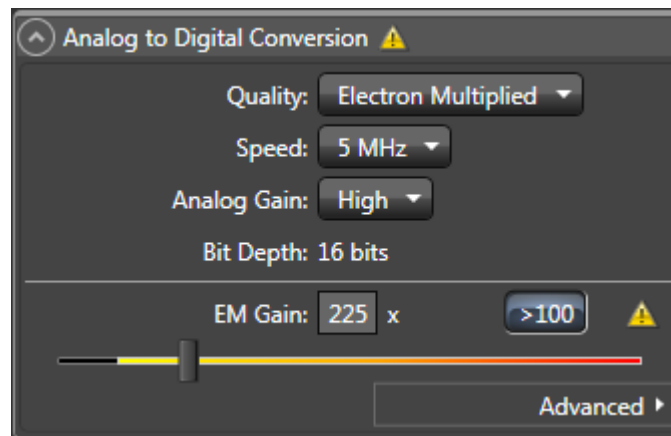 Analog to Digital Conversion
Quality: Electron Multiplied
Speed: 5 MHz
Analog Gain: High
Bit Depth: 16 bits
EM Gain: 225 x >100
Advanced